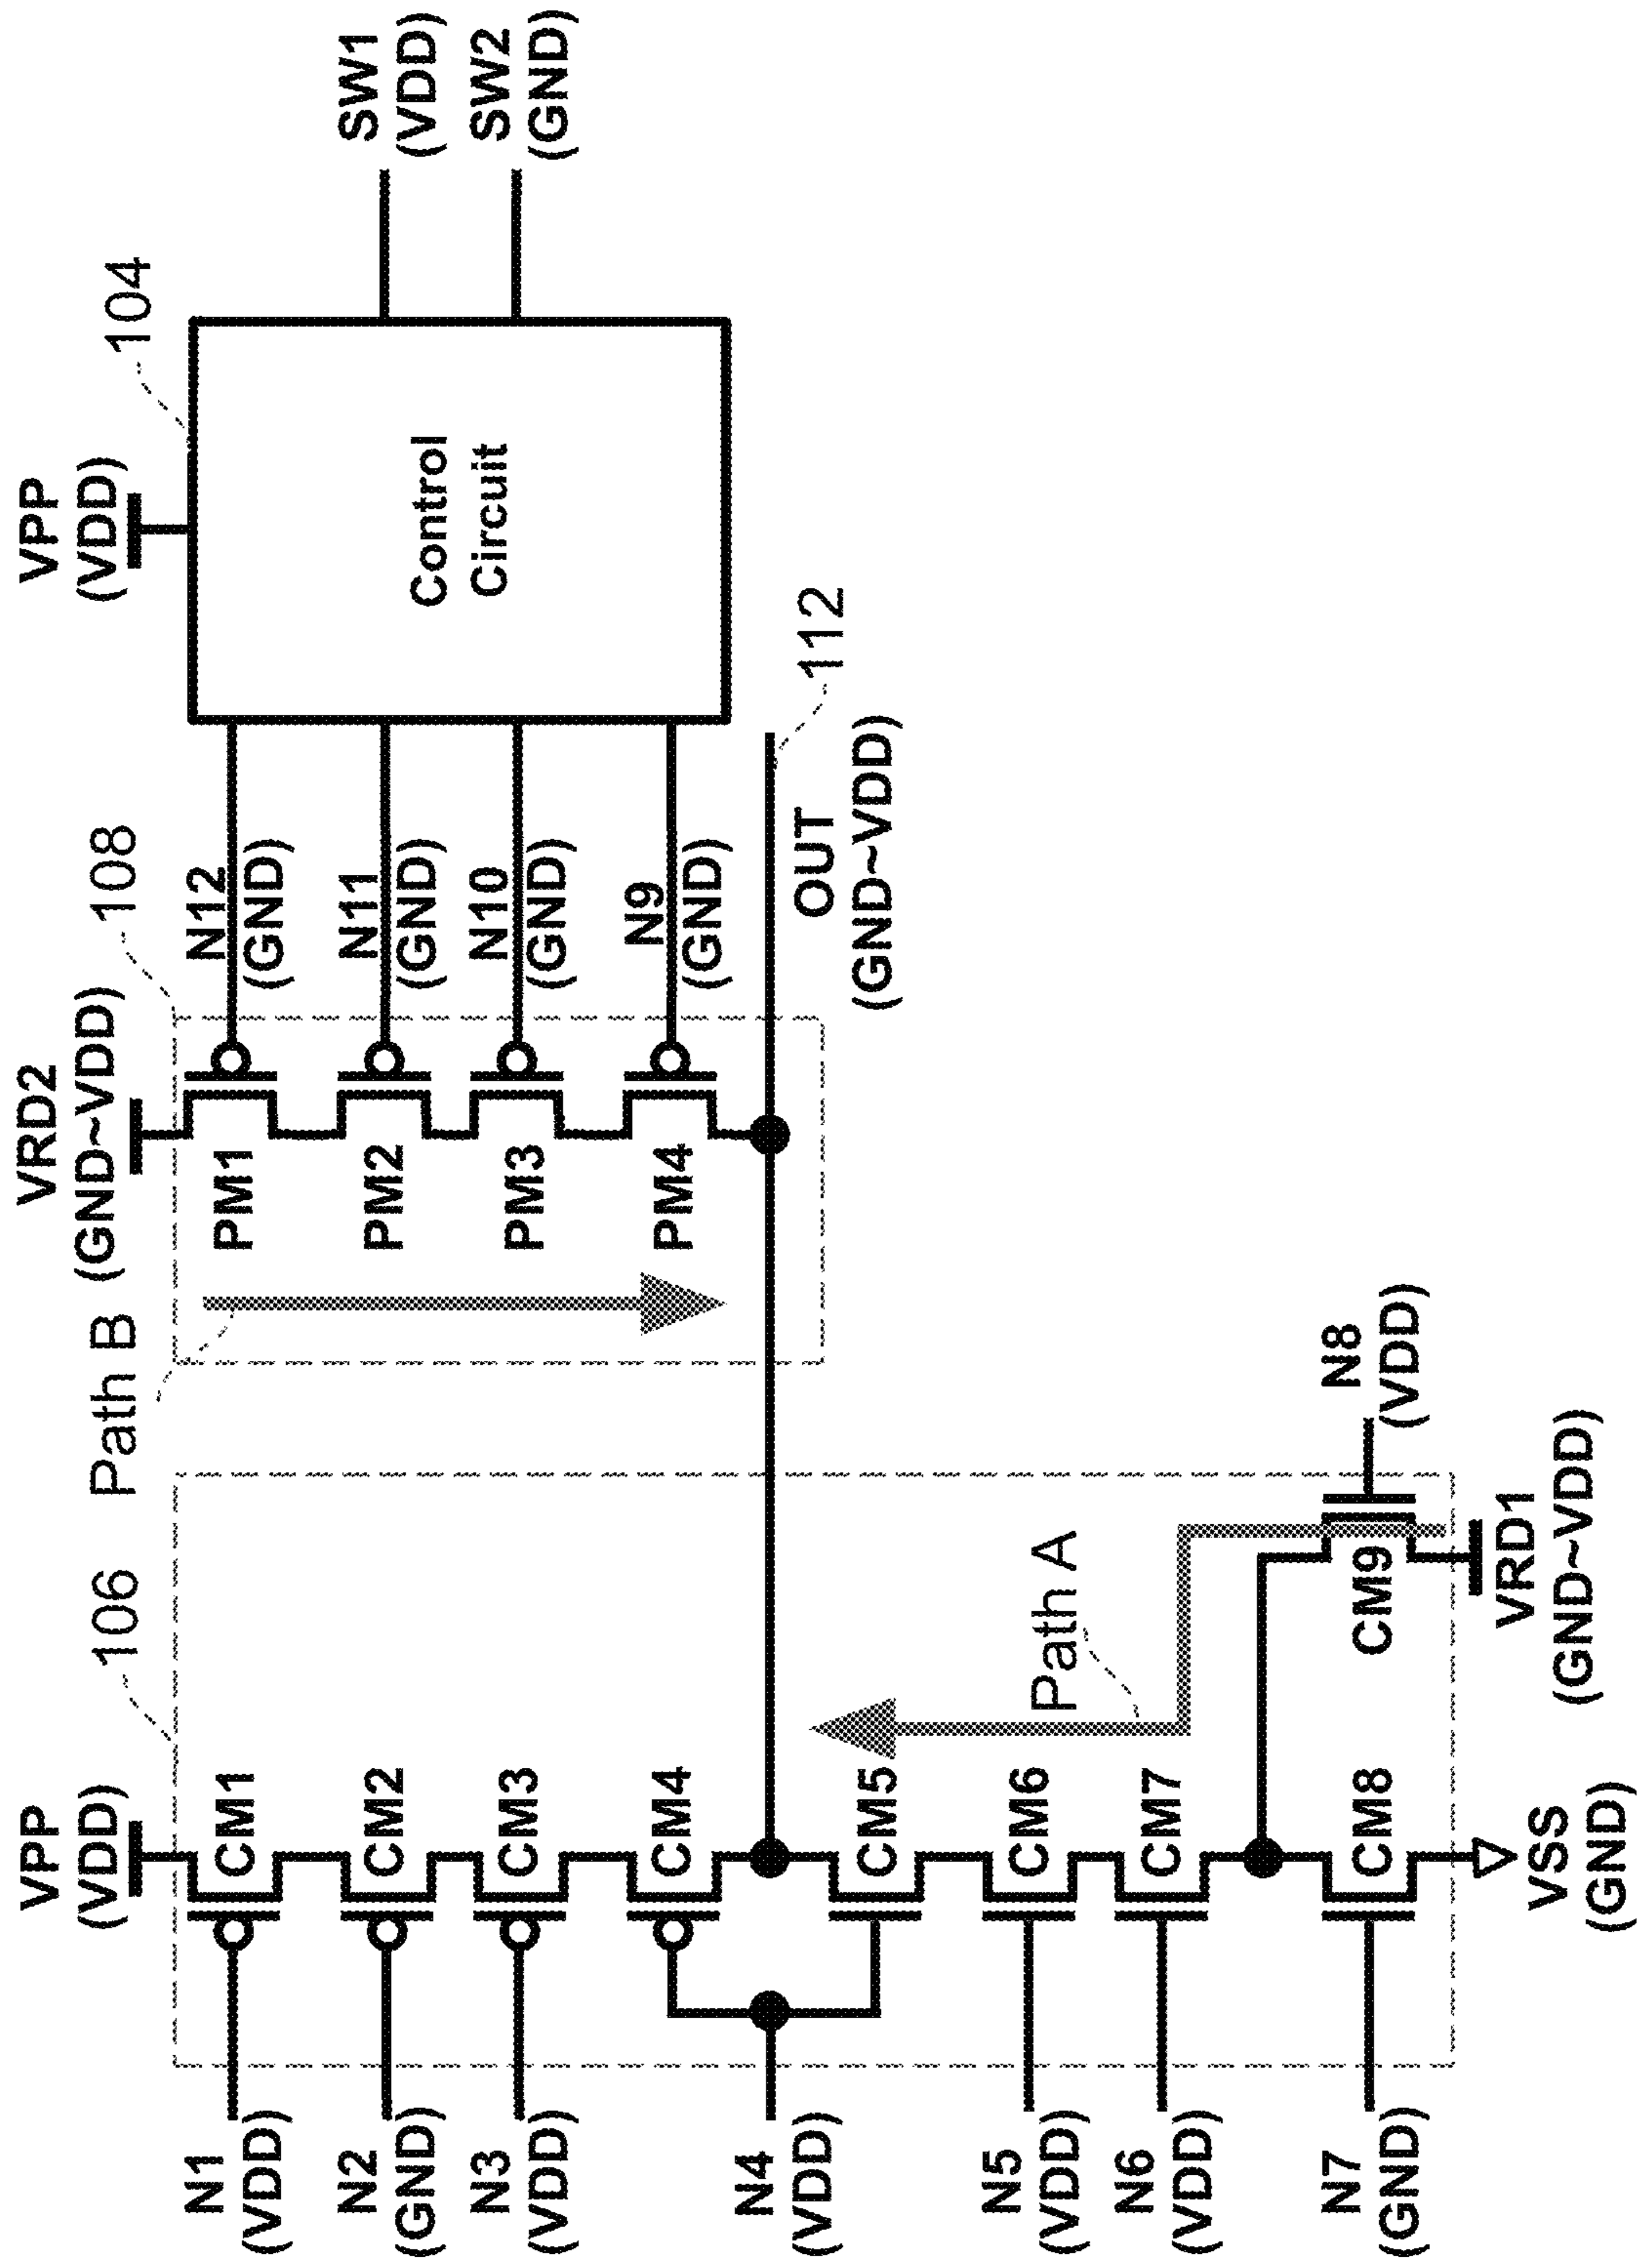 VPP
(VDD)
106
Path B
VRD2
(GND~VDD)
108
VPP
(VDD)
104
N1
(VDD)
CM1
PM1
N12
(GND)
N2
(GND)
CM2
PM2
N11
(GND)
SW1
(VDD)
Control
Circuit
N3
(VDD)
CM3
PM3
N10
(GND)
SW2
(GND)
CM4
PM4
N9
(GND)
N4
(VDD)
OUT
(GND~VDD)
112
CM5
N5
(VDD)
CM6
Path A
N6
(VDD)
CM7
N7
(GND)
CM8
CM9
N8
(VDD)
VSS
(GND)
VRD1
(GND~VDD)